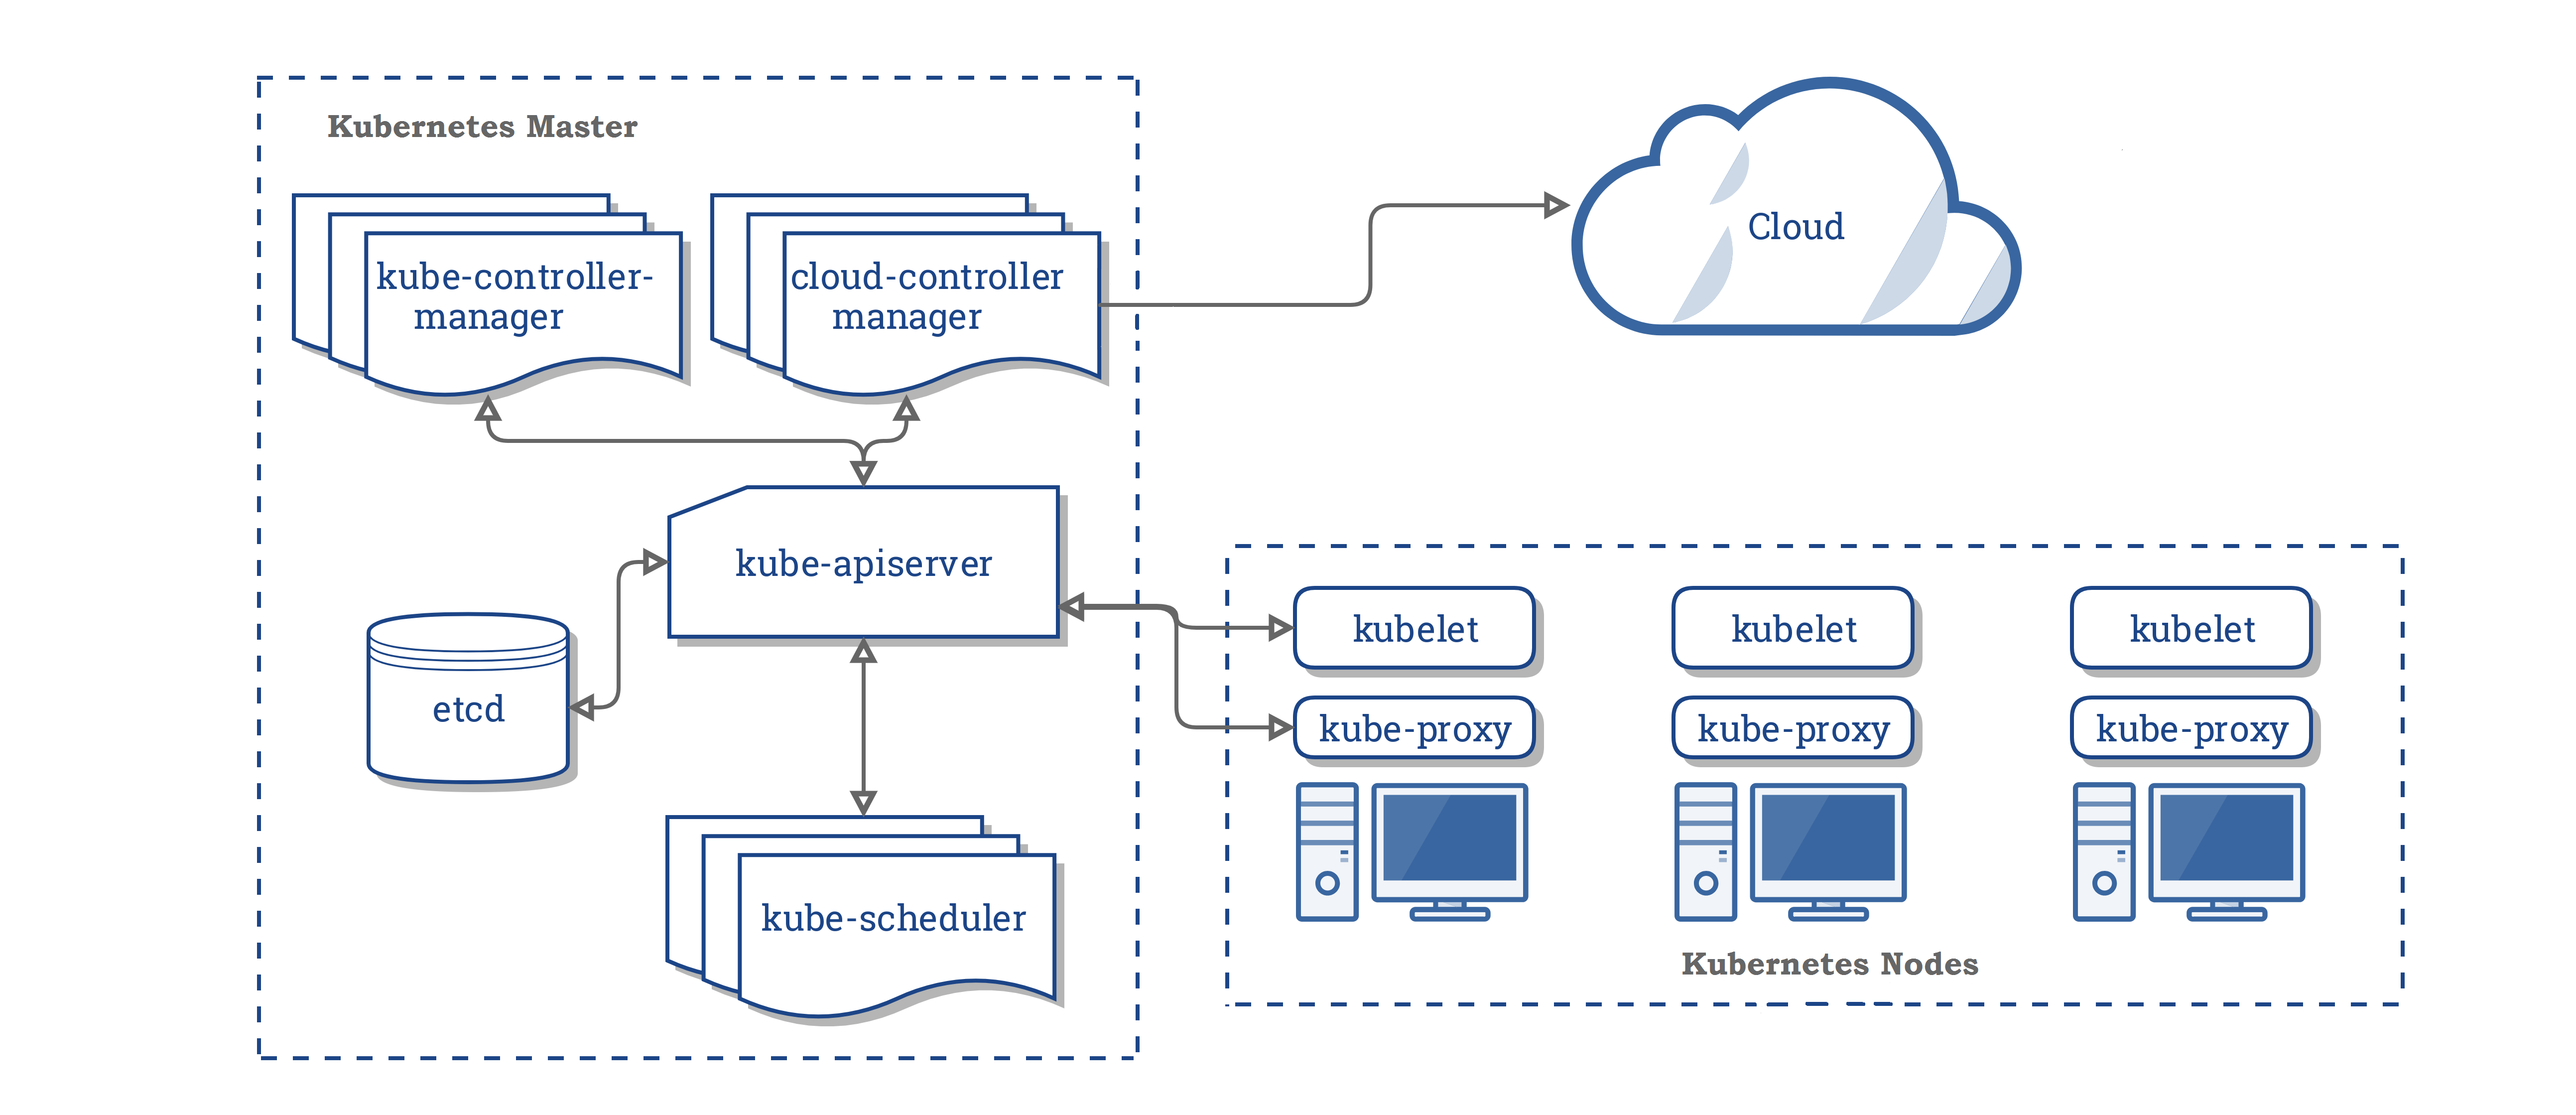 Kubernetes Master
kube-controller-
manager
cloud-controller
manager
Cloud
kube-apiserver
etcd
kube-scheduler
kubelet
kubelet
kubelet
kube-proxy
kube-proxy
kube-proxy
Kubernetes Nodes